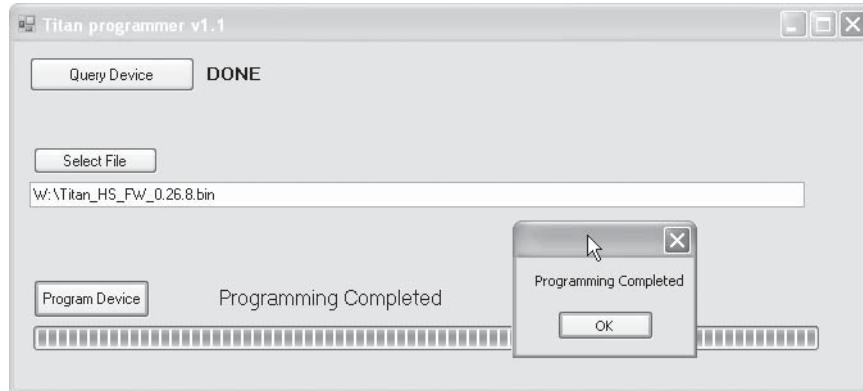 Titan programmer v1.1
Query Device DONE
Select File
W:\Titan_HS_FW_0.26.8.bin
Programming Completed
OK
Program Device Programming Completed